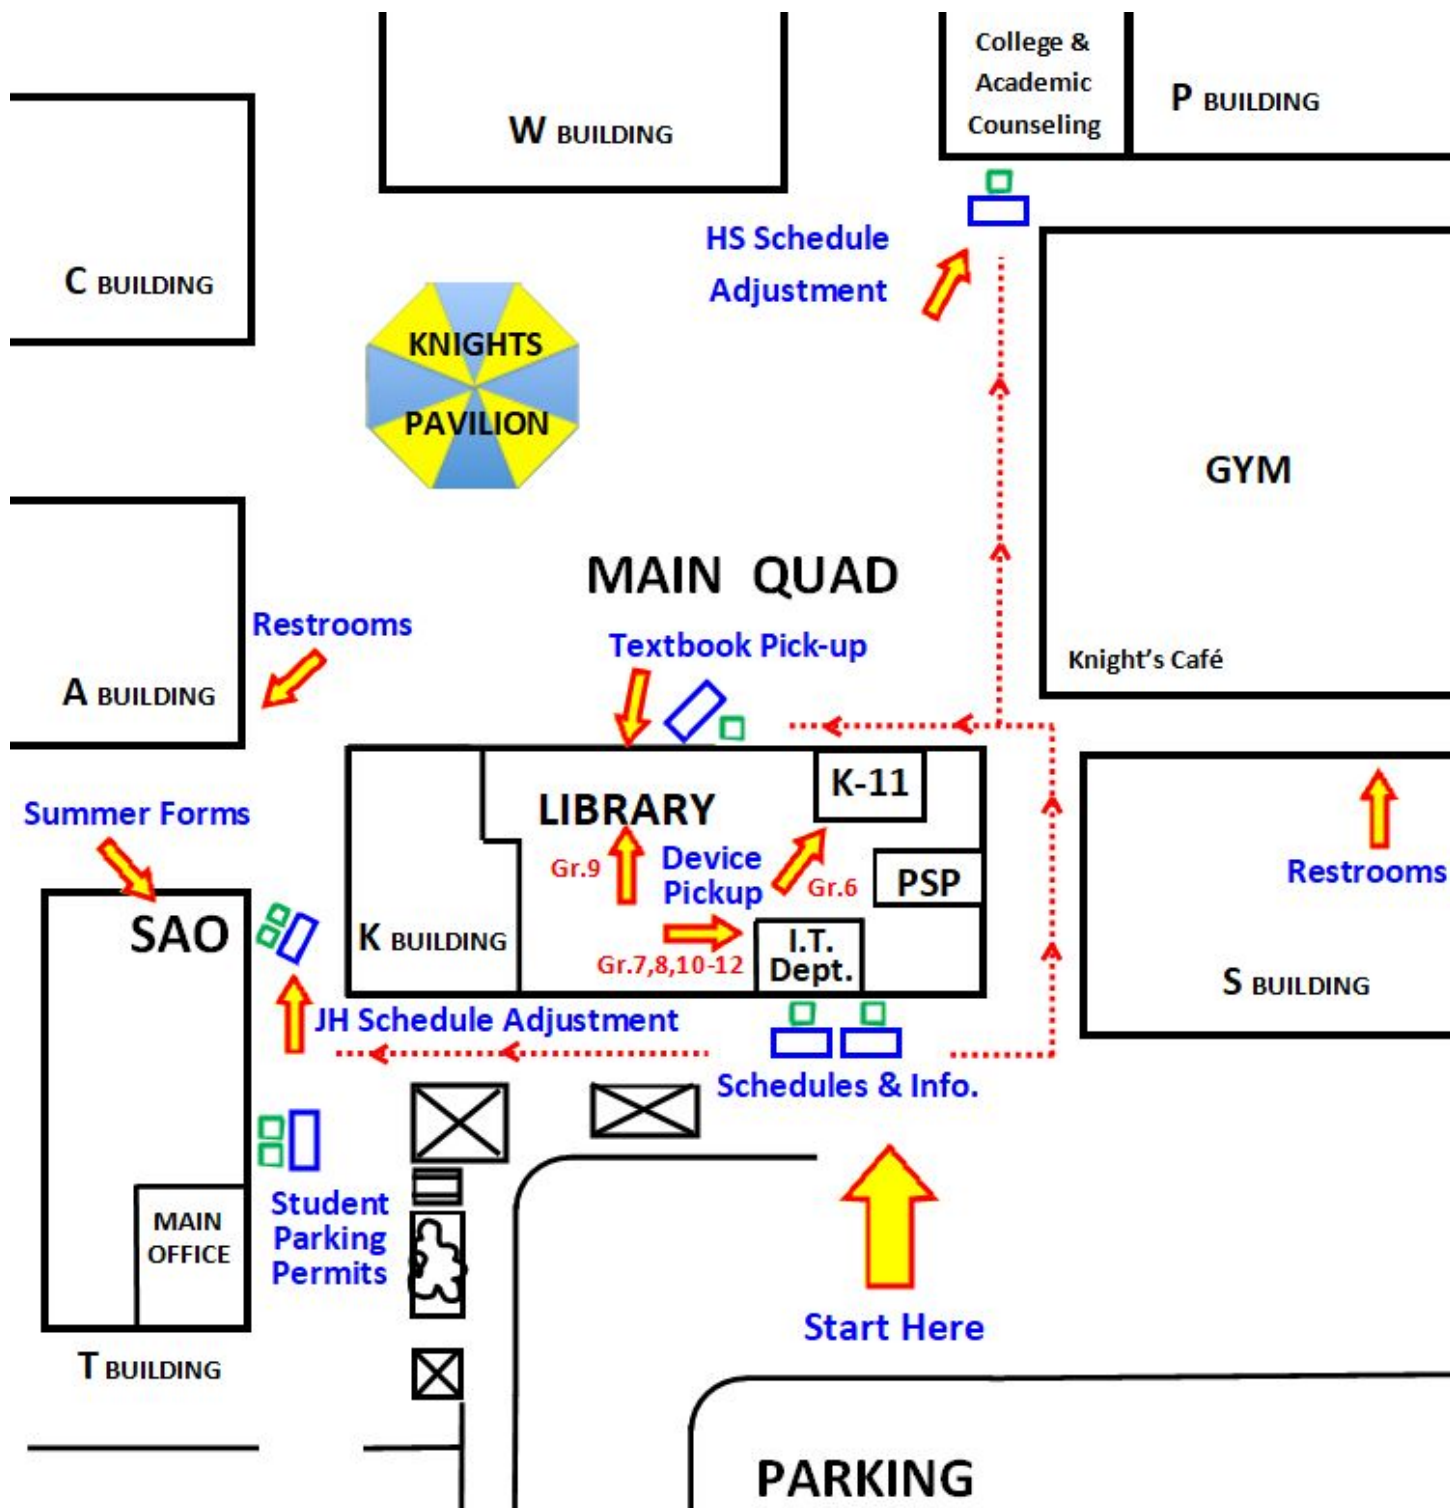 College &
Academic
Counseling
P BUILDING
W BUILDING
C BUILDING
HS Schedule
Adjustment
KNIGHTS
PAVILION
GYM
Knight's Café
MAIN QUAD
Restrooms
Textbook Pick-up
A BUILDING
Summer Forms
LIBRARY
K-11
Device
Pickup
Gr.9
Gr.6
PSP
Restrooms
SAO
K BUILDING
Gr.7,8,10-12
I.T.
Dept.
S BUILDING
JH Schedule Adjustment
Schedules & Info.
Student
Parking
Permits
MAIN
OFFICE
Start Here
T BUILDING
PARKING